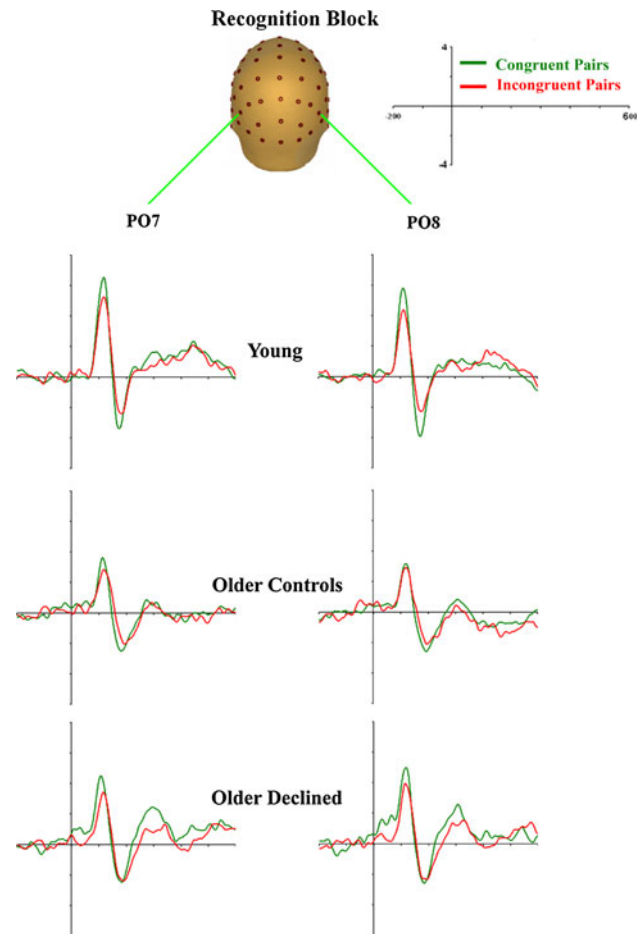 Recognition Block
4
Congruent Pairs
Incongruent Pairs
-200
600
-4
PO7
PO8
Young
Older Controls
Older Declined